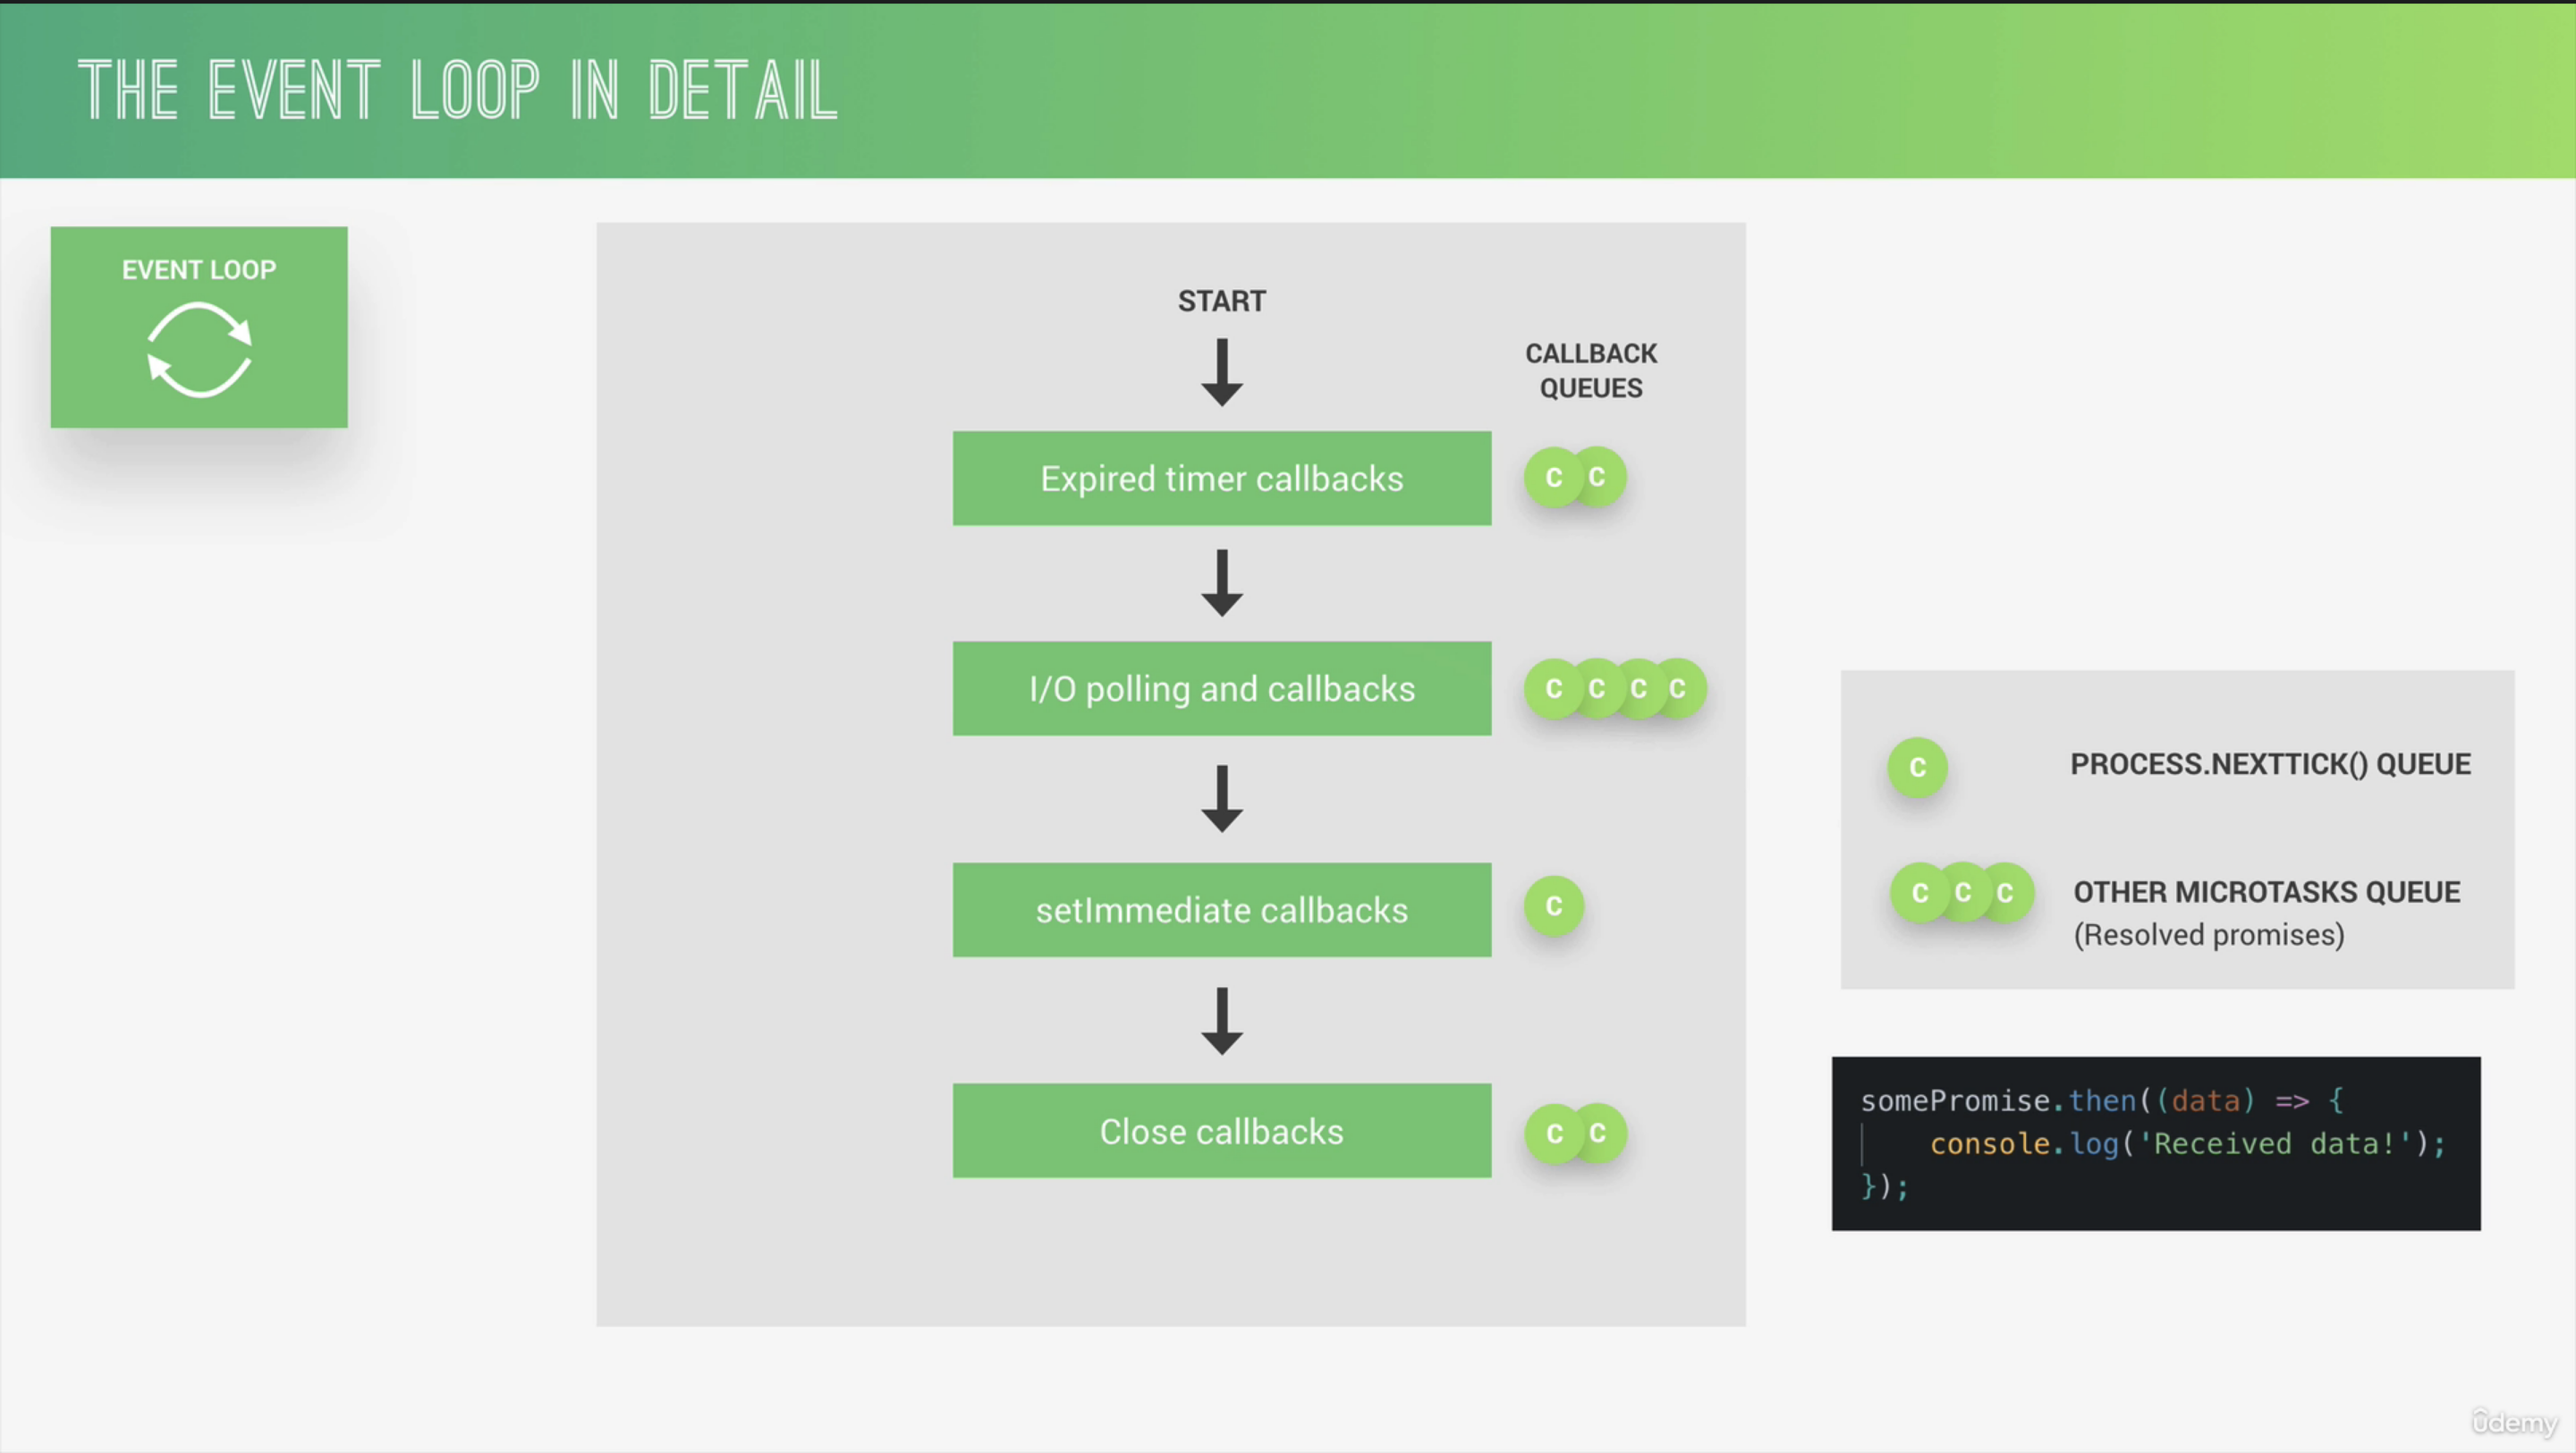 THE EVENT LOOP IN DETAIL
EVENT LOOP
START
CALLBACK
QUEUES
Expired timer callbacks
C C
I/O polling and callbacks
C C C C
setImmediate callbacks
C
Close callbacks
C C
C
PROCESS.NEXTTICK() QUEUE
C C C
OTHER MICROTASKS QUEUE
(Resolved promises)
somePromise.then((data) => {
    console.log('Received data!');
});
ûdemy